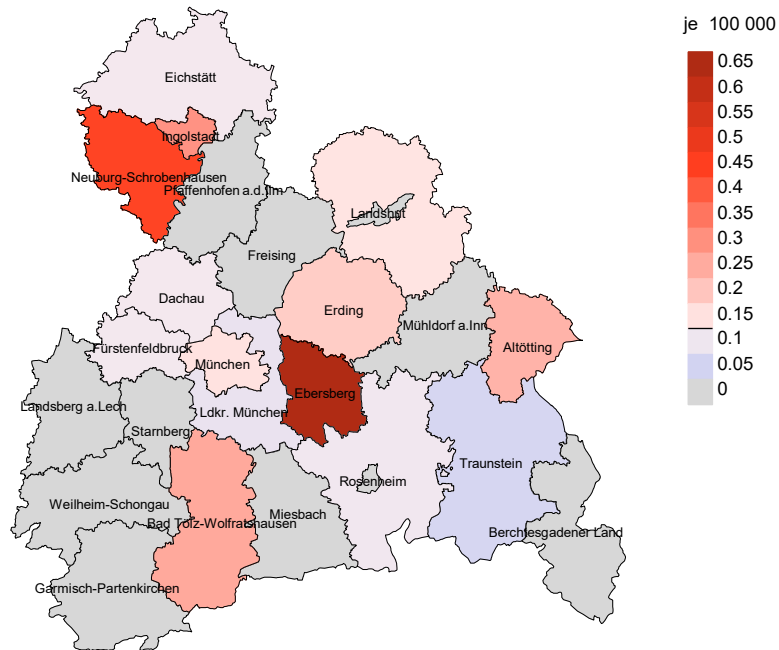 je 100 000
Eichstätt
Ingolstadt
Neuburg-Schrobenhausen
Pfaffenhofen a.d.Ilm
Landshut
Freising
Dachau
Erding
Mühldorf a.Inn
Altötting
Fürstenfeldbruck
München
Ebersberg
Landsberg a.Lech
Ldkr. München
Starnberg
Traunstein
Rosenheim
Weilheim-Schongau
Miesbach
Bad Tölz-Wolfratshausen
Berchtesgadener Land
Garmisch-Partenkirchen
0.65
0.6
0.55
0.5
0.45
0.4
0.35
0.3
0.25
0.2
0.15
0.1
0.05
0